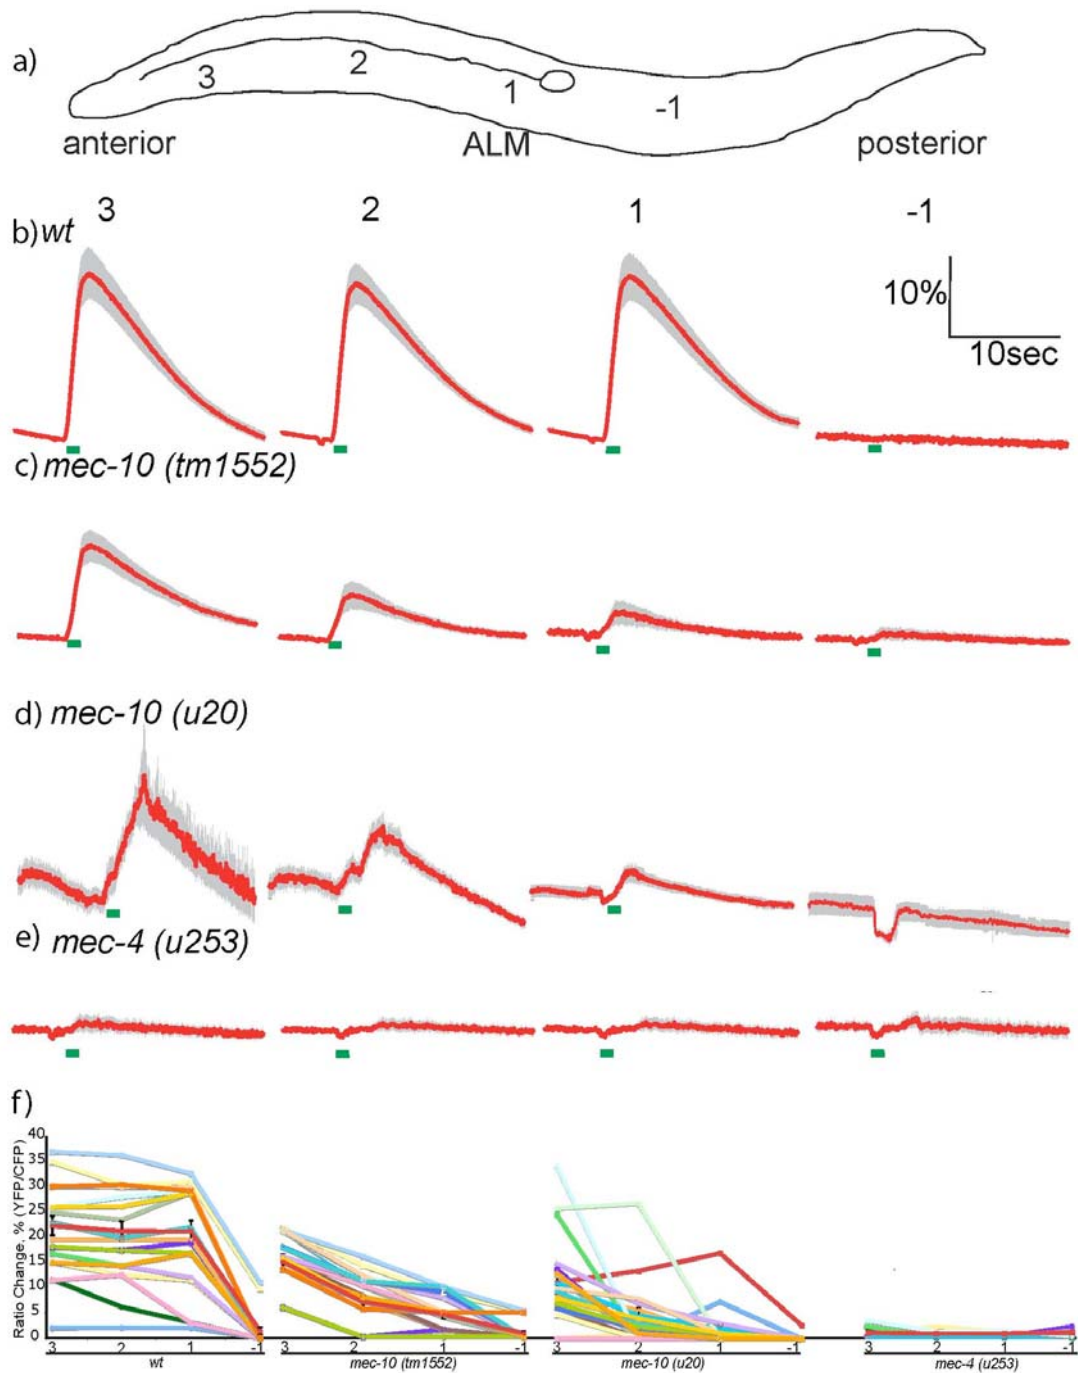 a)
3
2
1
-1
anterior
ALM
posterior
3 2 1 -1
b) wt
10%
10sec
c) mec-10 (tm1552)
d) mec-10 (u20)
e) mec-4 (u253)
f)
Ratio Change, % (YFP/CFP)
40
35
30
25
20
15
10
5
0
3 2 1 -1 3 2 1 -1 3 2 1 -1 3 2 1 -1
wt mec-10 (tm1552) mec-10 (u20) mec-4 (u253)